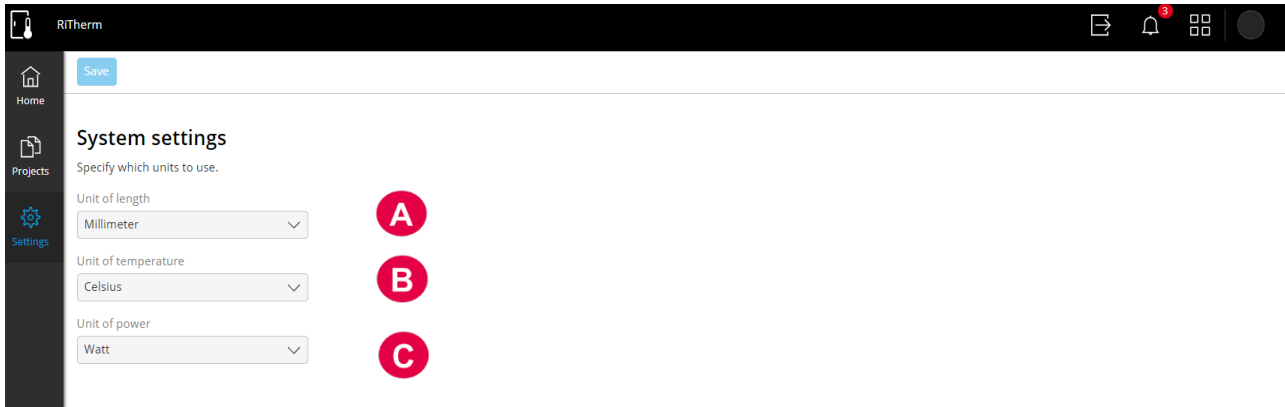 RiTherm
3
Home
Projects
Settings
Save
System settings
Specify which units to use.
Unit of length
Millimeter
A
Unit of temperature
Celsius
B
Unit of power
Watt
C